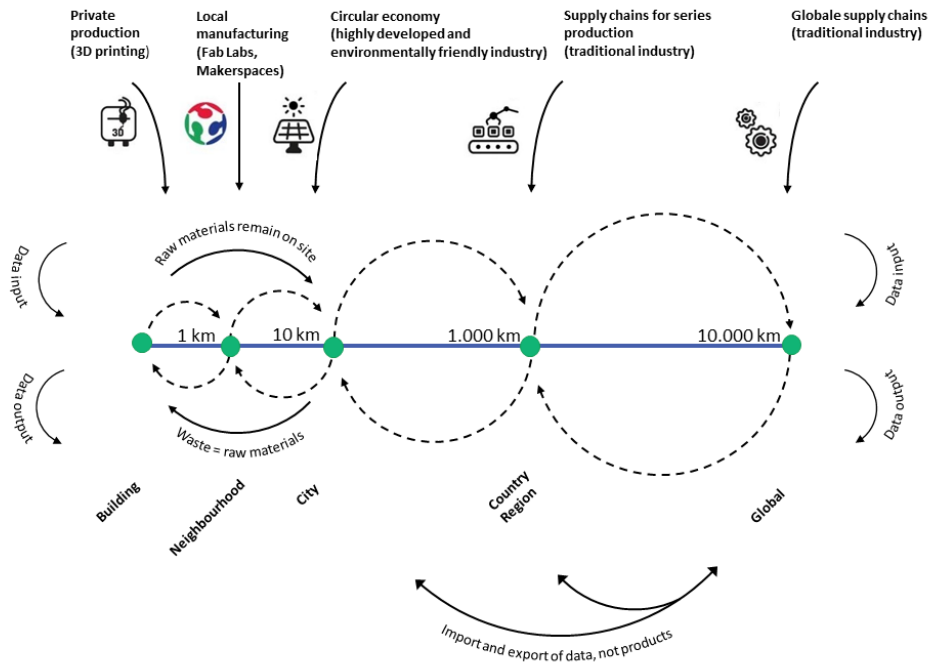 Private
production
(3D printing)
Local
manufacturing
(Fab Labs,
Makerspaces)
Circular economy
(highly developed and
environmentally friendly industry)
Supply chains for series
production
(traditional industry)
Globale supply chains
(traditional industry)
3D
Raw materials remain on site
Data input
Data input
1 km
10 km
1.000 km
10.000 km
Data output
Data output
Waste = raw materials
Building
Neighbourhood
City
Country
Region
Global
Import and export of data, not products